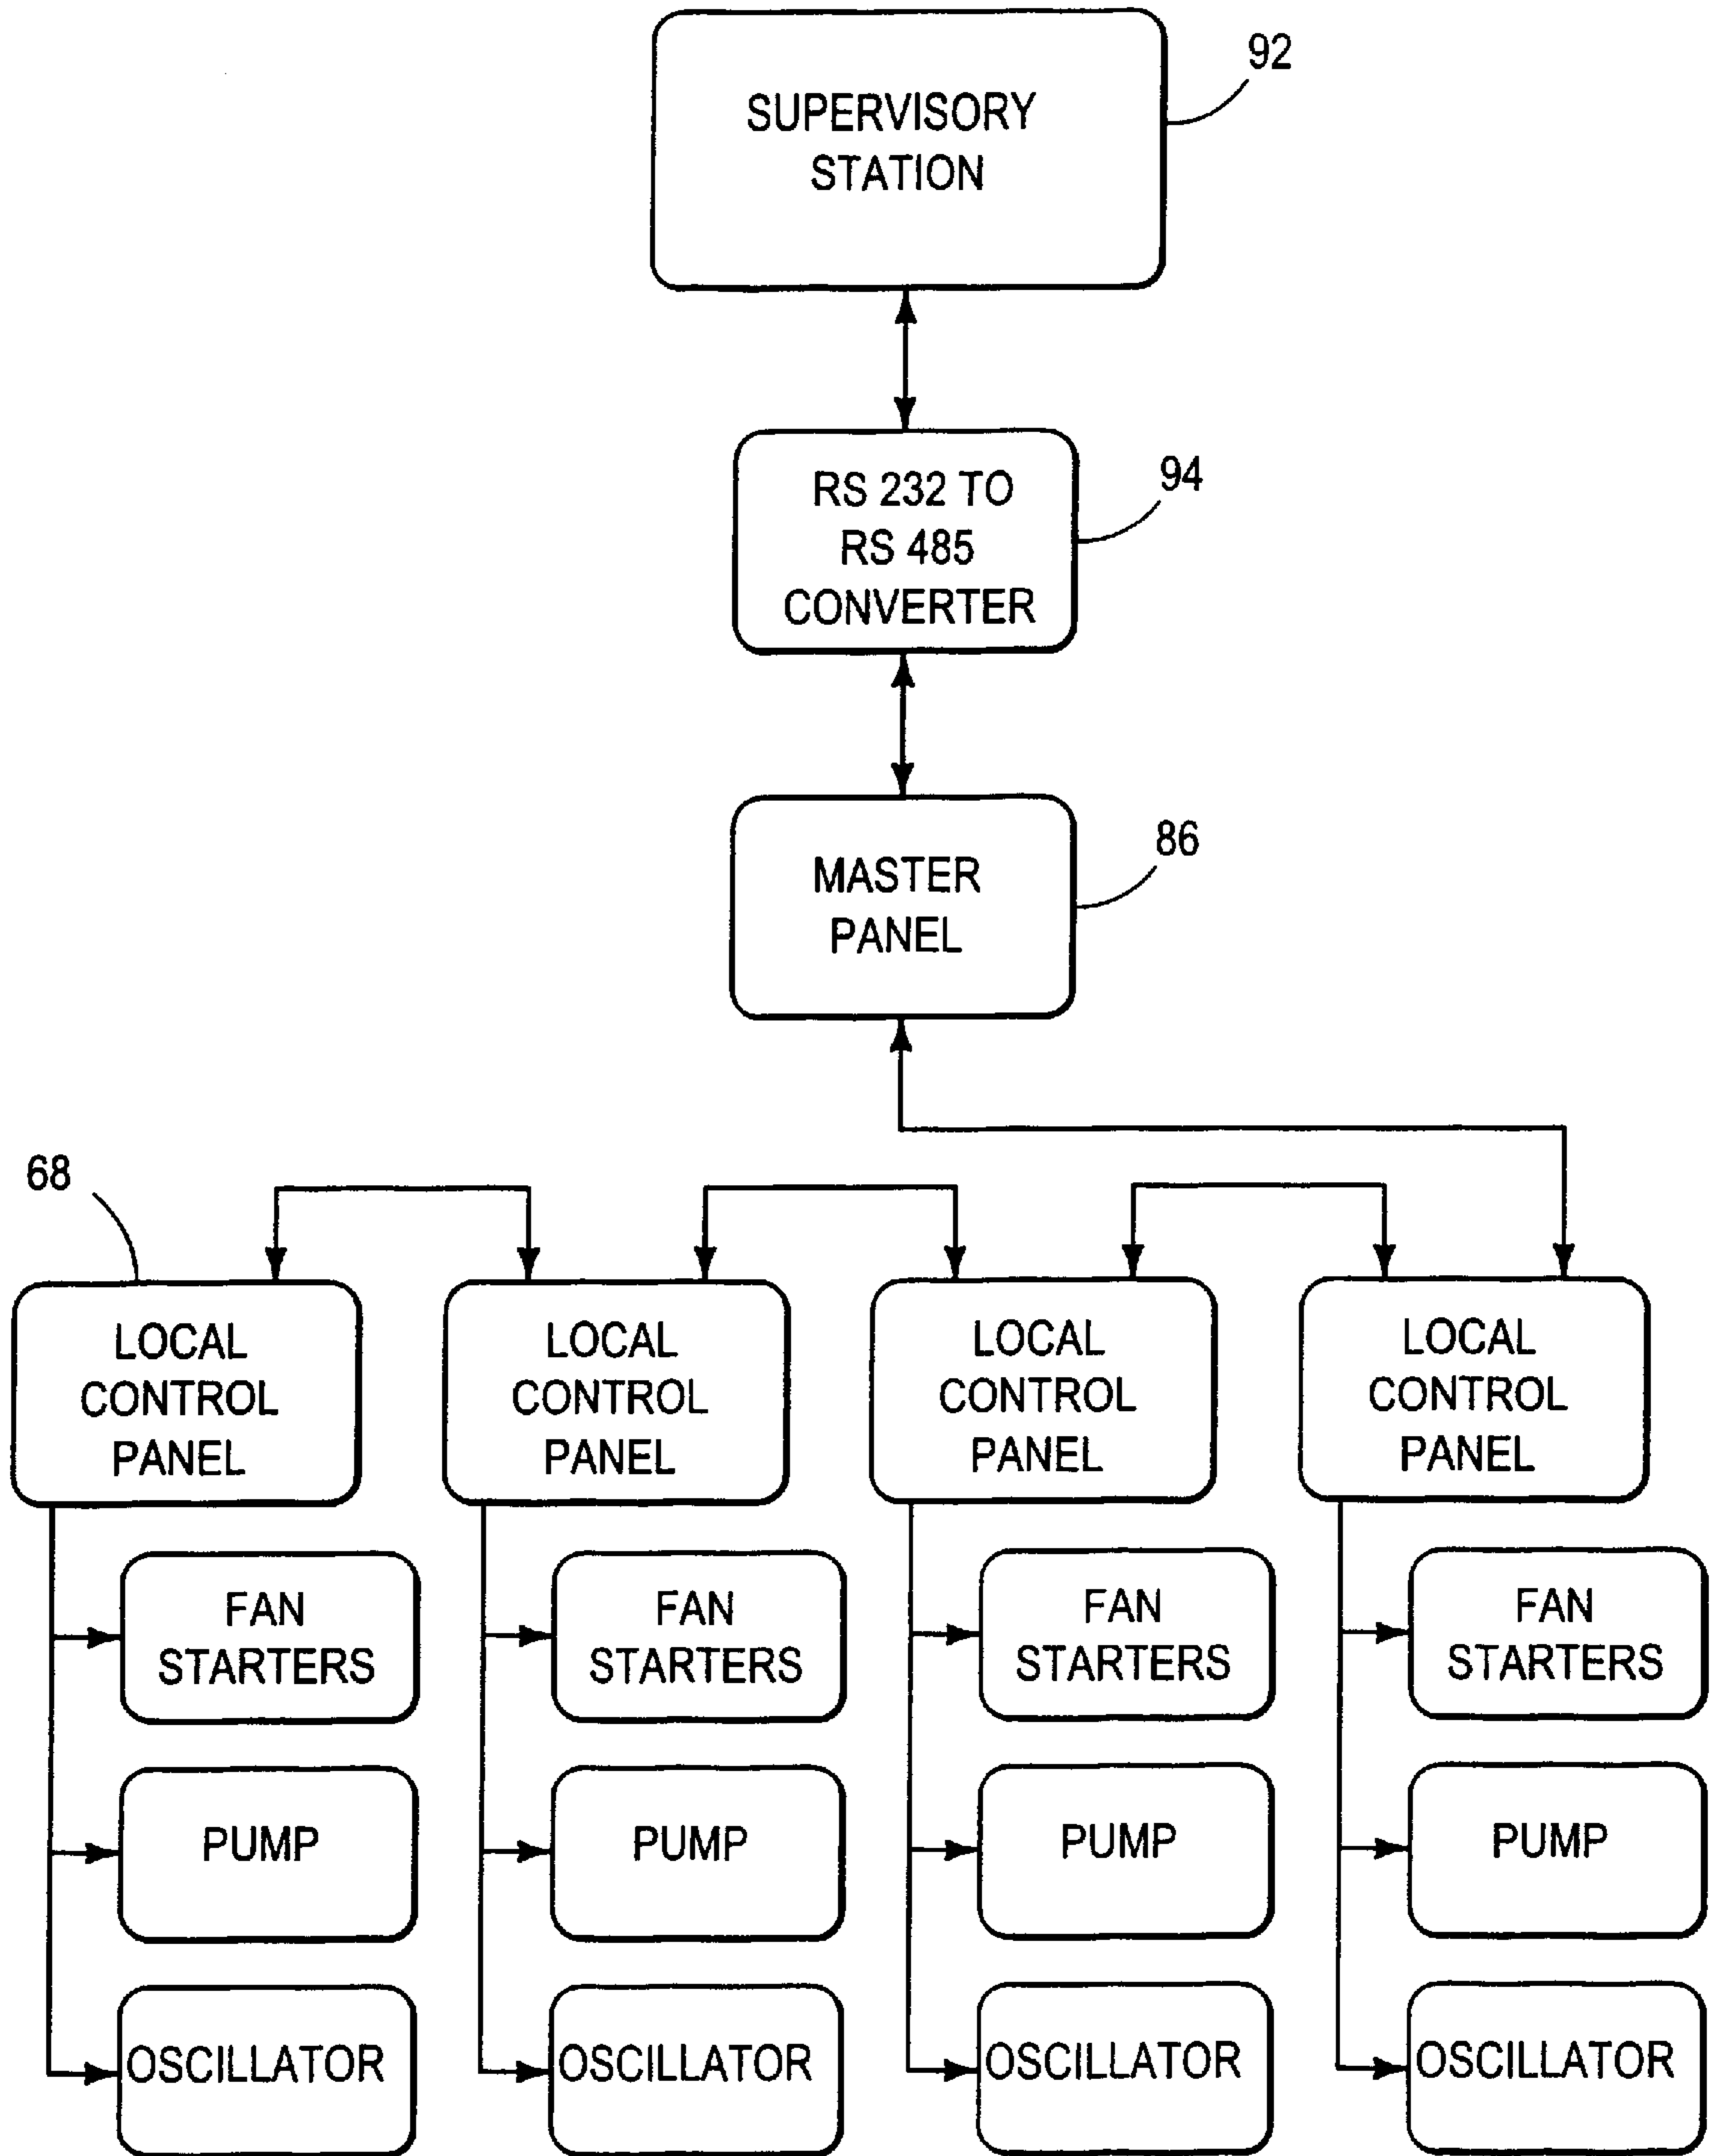 92
SUPERVISORY
STATION
94
RS 232 TO
RS 485
CONVERTER
86
MASTER
PANEL
68
LOCAL
CONTROL
PANEL
LOCAL
CONTROL
PANEL
LOCAL
CONTROL
PANEL
LOCAL
CONTROL
PANEL
FAN
STARTERS
FAN
STARTERS
FAN
STARTERS
FAN
STARTERS
PUMP
PUMP
PUMP
PUMP
OSCILLATOR
OSCILLATOR
OSCILLATOR
OSCILLATOR